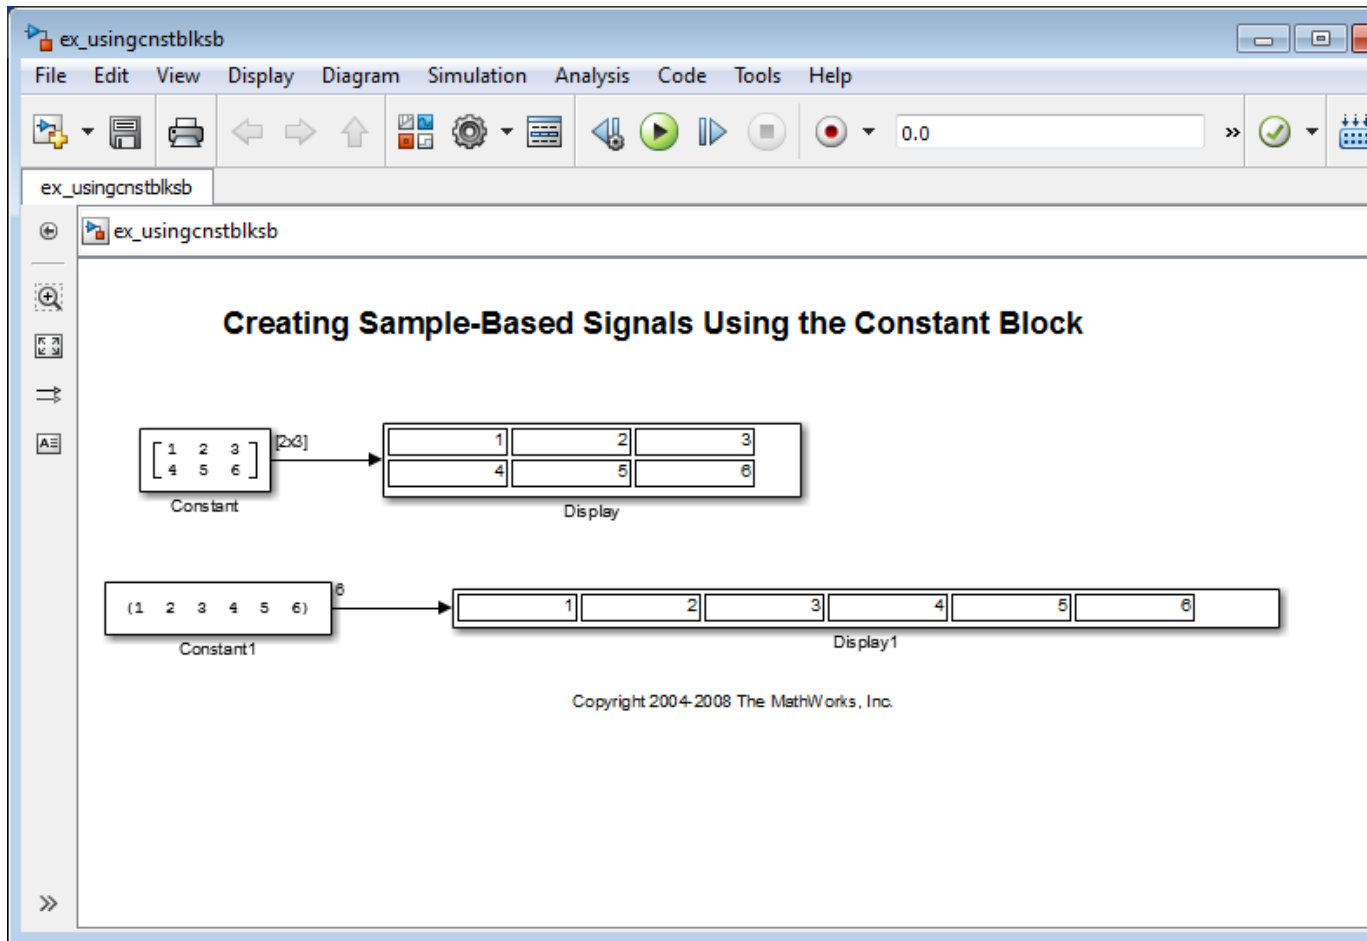 ex_usingcnstblksb
File Edit View Display Diagram Simulation Analysis Code Tools Help
0.0 »
ex_usingcnstblksb
ex_usingcnstblksb
Creating Sample-Based Signals Using the Constant Block
[1 2 3] [2x3] 1 2 3
[4 5 6] 4 5 6
Constant Display
(1 2 3 4 5 6) 6 1 2 3 4 5 6
Constant1 Display1
Copyright 2004-2008 The MathWorks, Inc.